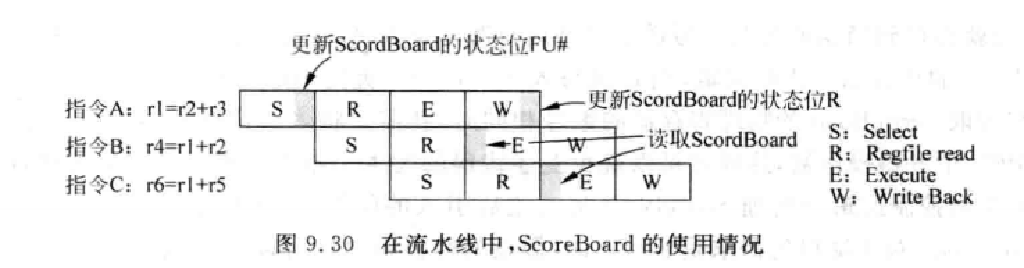 更新ScordBoard的状态位FU#
指令A: r1=r2+r3 S R E W 更新ScordBoard的状态位R
指令B: r4=r1+r2 S R E W 读取ScordBoard
指令C: r6=r1+r5 S R E W
S: Select
R: Regfile read
E: Execute
W: Write Back
图 9.30 在流水线中,ScoreBoard 的使用情况